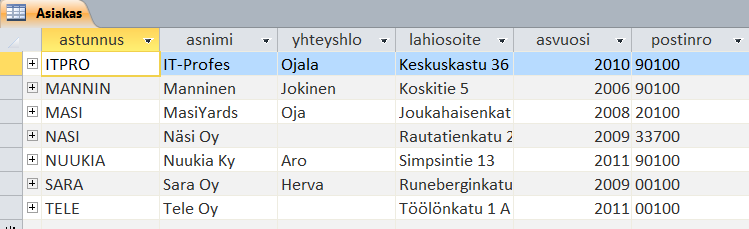 Asiakas
astunnus asnimi yhteyshlo lahiosoite asvuosi postinro
ITPRO IT-Profes Ojala Keskuskastu 36 2010 90100
MANNIN Manninen Jokinen Koskitie 5 2006 90100
MASI MasiYards Oja Joukahaisenkat 2008 20100
NASI Näsi Oy Rautatienkatu 2 2009 33700
NUUKIA Nuukia Ky Aro Simpsintie 13 2011 90100
SARA Sara Oy Herva Runeberginkatu 2009 00100
TELE Tele Oy Töölönkatu 1 A 2011 00100